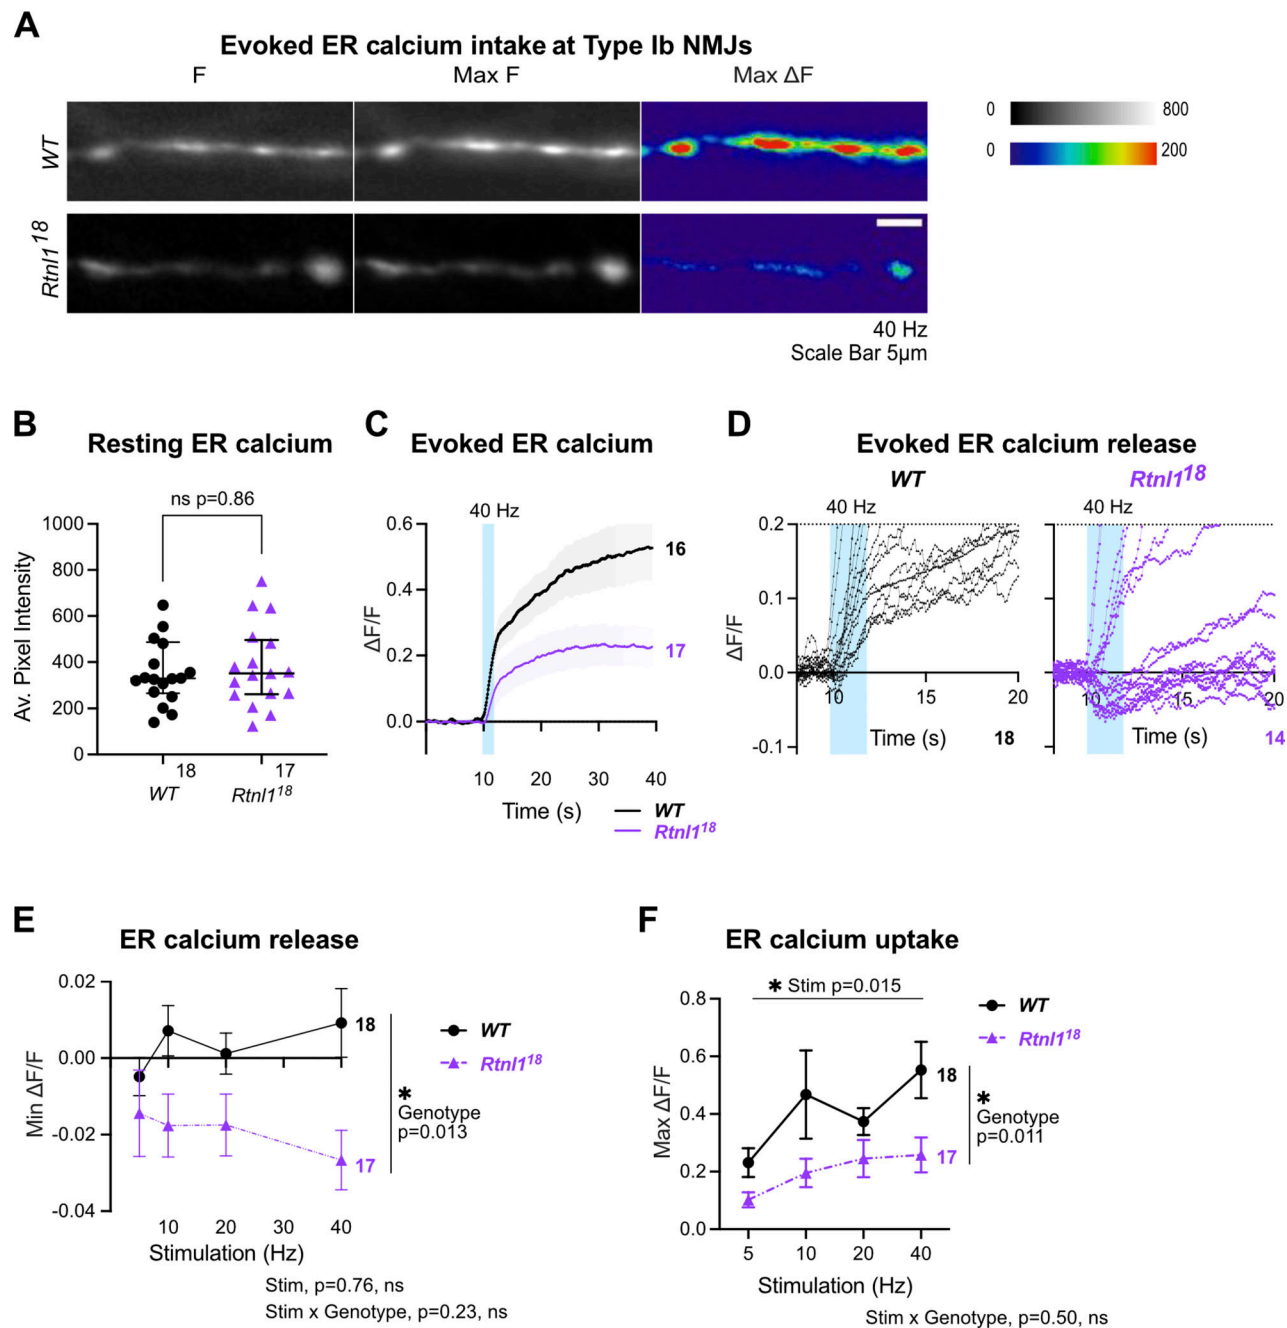 A
Evoked ER calcium intake at Type Ib NMJs
F Max F Max ΔF
WT
Rtnl1¹⁸
0 800
0 200
40 Hz
Scale Bar 5µm
B
Resting ER calcium
ns p=0.86
Av. Pixel Intensity
1000
800
600
400
200
0
18 17
WT Rtnl1¹⁸
C
Evoked ER calcium
40 Hz
ΔF/F
0.6
0.4
0.2
0.0
16
17
10 20 30 40
Time (s)
WT
Rtnl1¹⁸
D
Evoked ER calcium release
WT Rtnl1¹⁸
40 Hz 40 Hz
ΔF/F
0.2
0.1
0.0
-0.1
10 15 20
Time (s) 18
10 15 20
Time (s) 14
E
ER calcium release
Min ΔF/F
0.02
0.00
-0.02
-0.04
18
17
WT
Rtnl1¹⁸
*
Genotype
p=0.013
10 20 30 40
Stimulation (Hz)
Stim, p=0.76, ns
Stim x Genotype, p=0.23, ns
F
ER calcium uptake
* Stim p=0.015
Max ΔF/F
0.8
0.6
0.4
0.2
0.0
18
17
WT
Rtnl1¹⁸
*
Genotype
p=0.011
5 10 20 40
Stimulation (Hz)
Stim x Genotype, p=0.50, ns